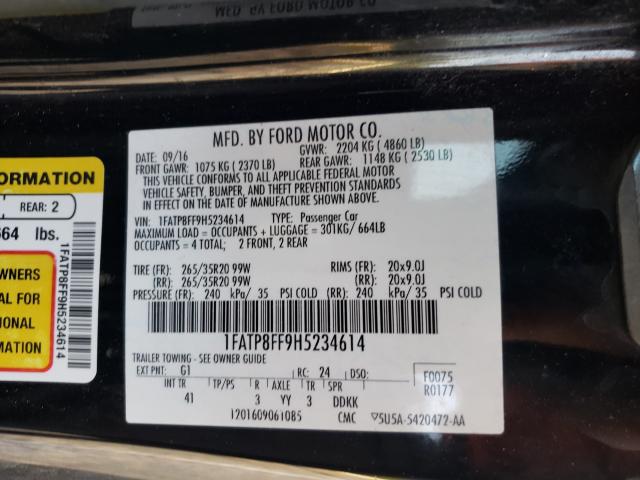 MFD. BY FORD MOTOR CO.
ORMATION
REAR: 2
664 lbs.
WNERS
AL FOR
IONAL
MATION
1FATP8FF9H5234614
MFD. BY FORD MOTOR CO.
DATE: 09/16 GVWR: 2204 KG ( 4860 LB)
FRONT GAWR: 1075 KG ( 2370 LB) REAR GAWR: 1148 KG ( 2530 LB)
THIS VEHICLE CONFORMS TO ALL APPLICABLE FEDERAL MOTOR
VEHICLE SAFETY, BUMPER, AND THEFT PREVENTION STANDARDS IN
EFFECT ON THE DATE OF MANUFACTURE SHOWN ABOVE.
VIN: 1FATP8FF9H5234614 TYPE: Passenger Car
MAXIMUM LOAD = OCCUPANTS + LUGGAGE = 301KG/ 664LB
OCCUPANTS = 4 TOTAL; 2 FRONT, 2 REAR
TIRE (FR): 265/35R20 99W RIMS (FR): 20x9.0J
(RR): 265/35R20 99W (RR): 20x9.0J
PRESSURE (FR): 240 kPa/ 35 PSI COLD (RR): 240 kPa/ 35 PSI COLD
1FATP8FF9H5234614
TRAILER TOWING - SEE OWNER GUIDE
EXT PNT: G1 RC: 24 DSO: F0075
INT TR TP/PS R AXLE TR SPR R0177
41 3 YY 3 DDKK
1201609061085 CMC 5U5A-5420472-AA